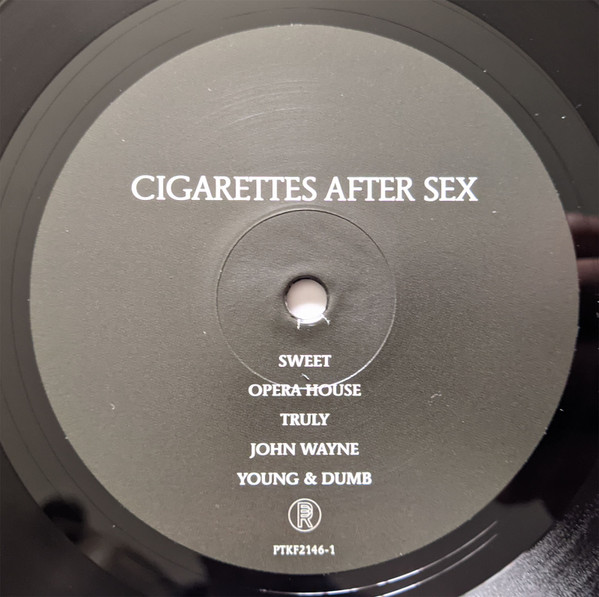 CIGARETTES AFTER SEX
SWEET
OPERA HOUSE
TRULY
JOHN WAYNE
YOUNG & DUMB
PTKF2146-1